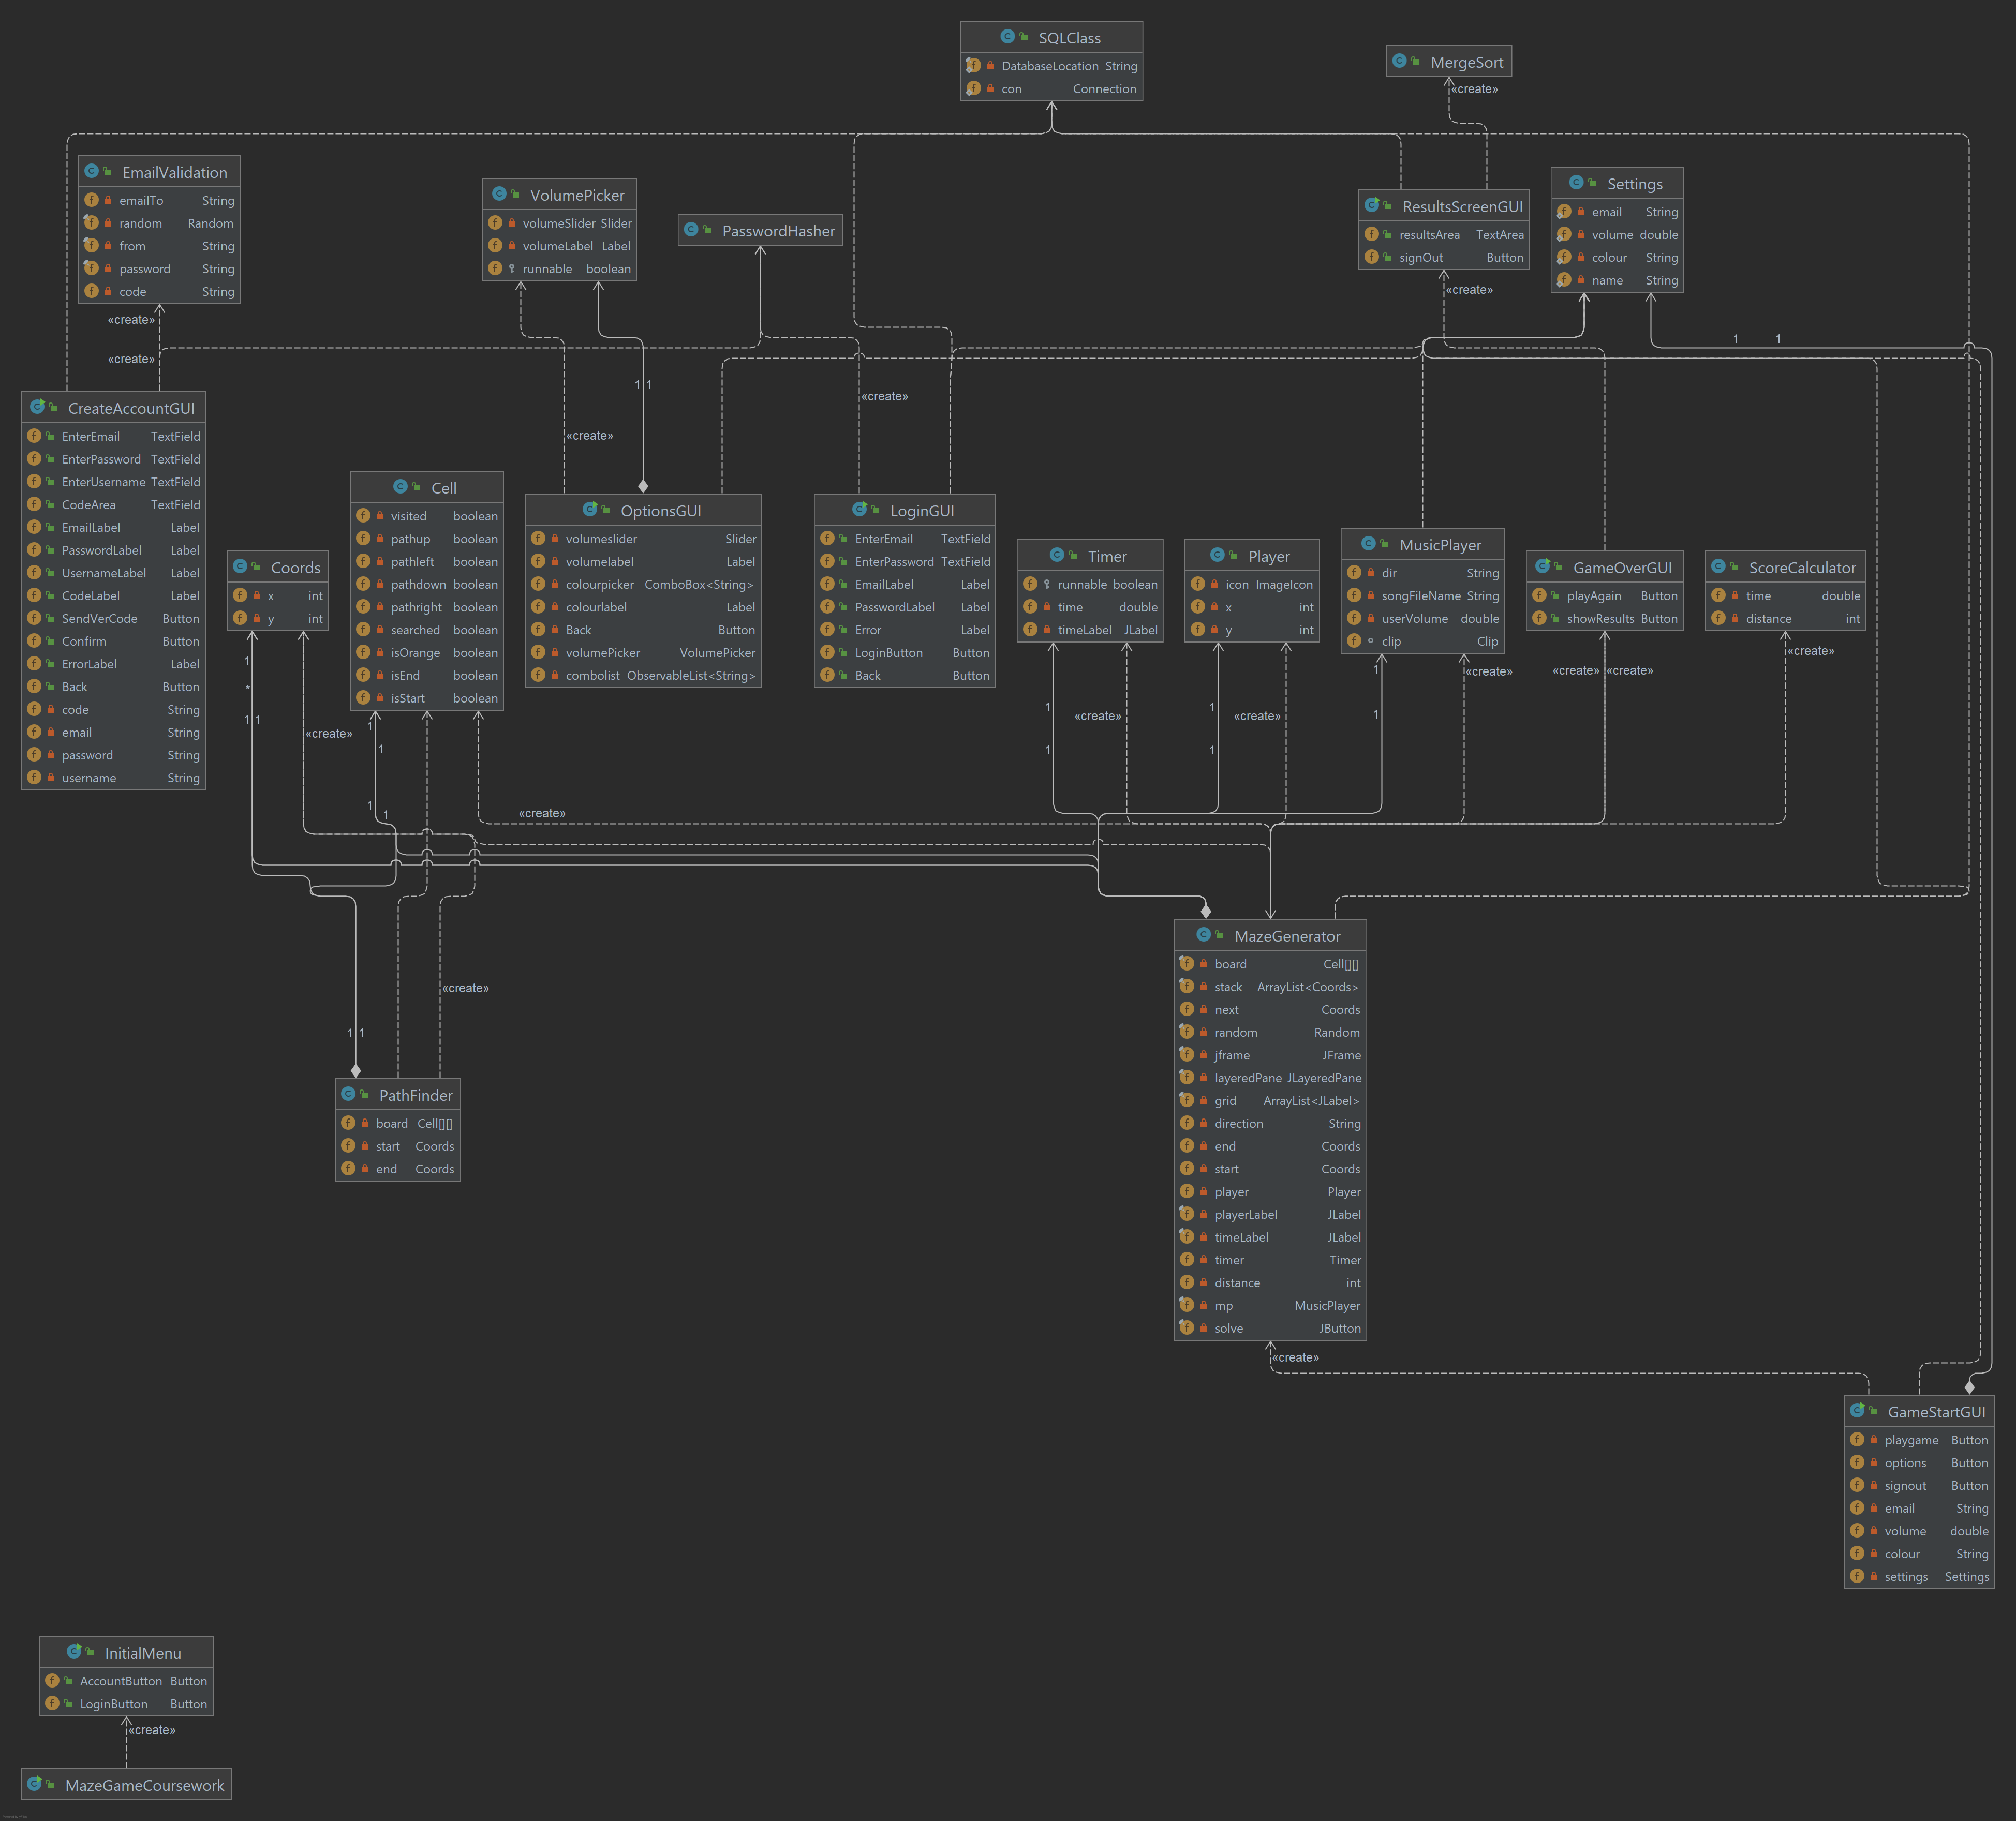 SQLClass
DatabaseLocation String
con Connection
MergeSort
«create»
EmailValidation
emailTo String
random Random
from String
password String
code String
VolumePicker
volumeSlider Slider
volumeLabel Label
runnable boolean
PasswordHasher
ResultsScreenGUI
resultsArea TextArea
signOut Button
Settings
email String
volume double
colour String
name String
«create»
«create»
«create»
1 1
1 1
«create»
«create»
CreateAccountGUI
EnterEmail TextField
EnterPassword TextField
EnterUsername TextField
CodeArea TextField
EmailLabel Label
PasswordLabel Label
UsernameLabel Label
CodeLabel Label
SendVerCode Button
Confirm Button
ErrorLabel Label
Back Button
code String
email String
password String
username String
Coords
x int
y int
Cell
visited boolean
pathup boolean
pathleft boolean
pathdown boolean
pathright boolean
searched boolean
isOrange boolean
isEnd boolean
isStart boolean
OptionsGUI
volumeslider Slider
volumelabel Label
colourpicker ComboBox<String>
colourlabel Label
Back Button
volumePicker VolumePicker
combolist ObservableList<String>
LoginGUI
EnterEmail TextField
EnterPassword TextField
EmailLabel Label
PasswordLabel Label
Error Label
LoginButton Button
Back Button
Timer
runnable boolean
time double
timeLabel JLabel
Player
icon ImageIcon
x int
y int
MusicPlayer
dir String
songFileName String
userVolume double
clip Clip
GameOverGUI
playAgain Button
showResults Button
ScoreCalculator
time double
distance int
«create»
1
*
1 1
«create»
1
1
1
1
«create»
1
1
«create»
1
1
«create»
1
1
«create»
«create» «create»
«create»
1 1
MazeGenerator
board Cell[][]
stack ArrayList<Coords>
next Coords
random Random
jframe JFrame
layeredPane JLayeredPane
grid ArrayList<JLabel>
direction String
end Coords
start Coords
player Player
playerLabel JLabel
timeLabel JLabel
timer Timer
distance int
mp MusicPlayer
solve JButton
PathFinder
board Cell[][]
start Coords
end Coords
«create»
GameStartGUI
playgame Button
options Button
signout Button
email String
volume double
colour String
settings Settings
InitialMenu
AccountButton Button
LoginButton Button
«create»
MazeGameCoursework